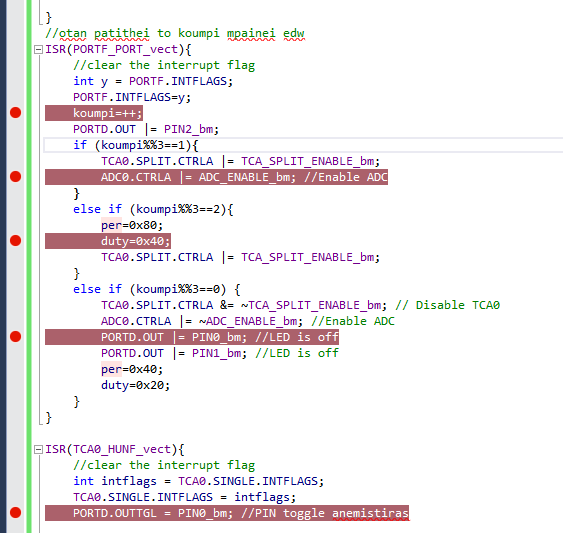 }
//otan patithei to koumpi mpainei edw
ISR(PORTF_PORT_vect){
//clear the interrupt flag
int y = PORTF.INTFLAGS;
PORTF.INTFLAGS=y;
koumpi=++;
PORTD.OUT |= PIN2_bm;
if (koumpi%%3==1){
TCA0.SPLIT.CTRLA |= TCA_SPLIT_ENABLE_bm;
ADC0.CTRLA |= ADC_ENABLE_bm; //Enable ADC
}
else if (koumpi%%3==2){
per=0x80;
duty=0x40;
TCA0.SPLIT.CTRLA |= TCA_SPLIT_ENABLE_bm;
}
else if (koumpi%%3==0) {
TCA0.SPLIT.CTRLA &= ~TCA_SPLIT_ENABLE_bm; // Disable TCA0
ADC0.CTRLA |= ~ADC_ENABLE_bm; //Enable ADC
PORTD.OUT |= PIN0_bm; //LED is off
PORTD.OUT |= PIN1_bm; //LED is off
per=0x40;
duty=0x20;
}
}
ISR(TCA0_HUNF_vect){
//clear the interrupt flag
int intflags = TCA0.SINGLE.INTFLAGS;
TCA0.SINGLE.INTFLAGS = intflags;
PORTD.OUTTGL = PIN0_bm; //PIN toggle anemistiras